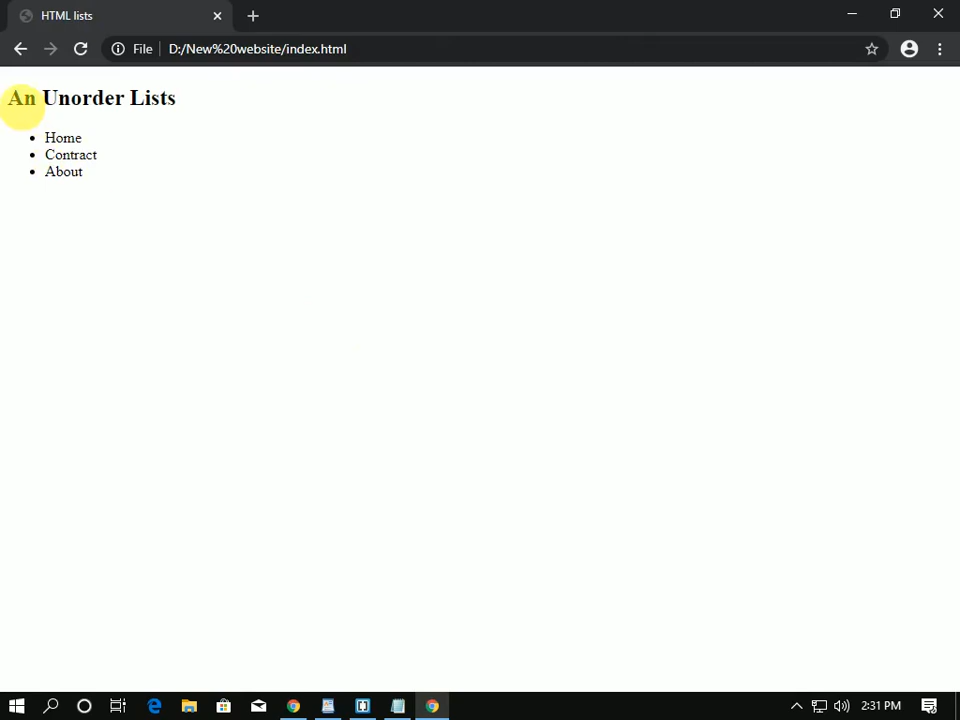 HTML lists
File D:/New%20website/index.html
An Unorder Lists
Home
Contract
About
2:31 PM